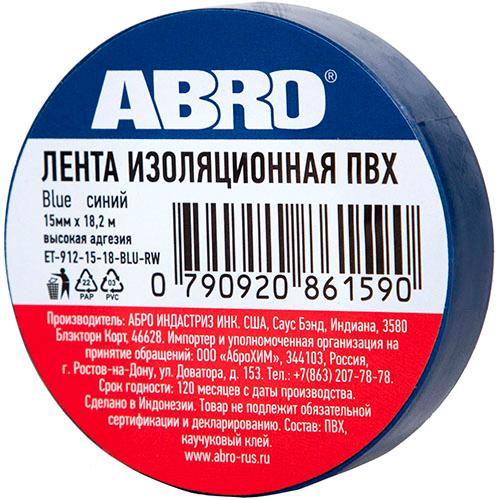 ABRO®
ЛЕНТА ИЗОЛЯЦИОННАЯ ПВХ
Blue синий
15мм x 18,2 м
высокая адгезия
ET-912-15-18-BLU-RW
22 PAP
03 PVC
0 790920 861590
Производитель: АБРО ИНДАСТРИЗ ИНК. США, Саус Бэнд, Индиана, 3580
Блэкторн Корт, 46628. Импортер и уполномоченная организация на
принятие обращений: ООО «АброХИМ», 344103, Россия,
г. Ростов-на-Дону, ул. Доватора, д. 153. Тел.:+7(863) 207-78-78.
Срок годности: 120 месяцев с даты производства.
Сделано в Индонезии. Товар не подлежит обязательной
сертификации и декларированию. Состав: ПВХ,
каучуковый клей.
www.abro-rus.ru